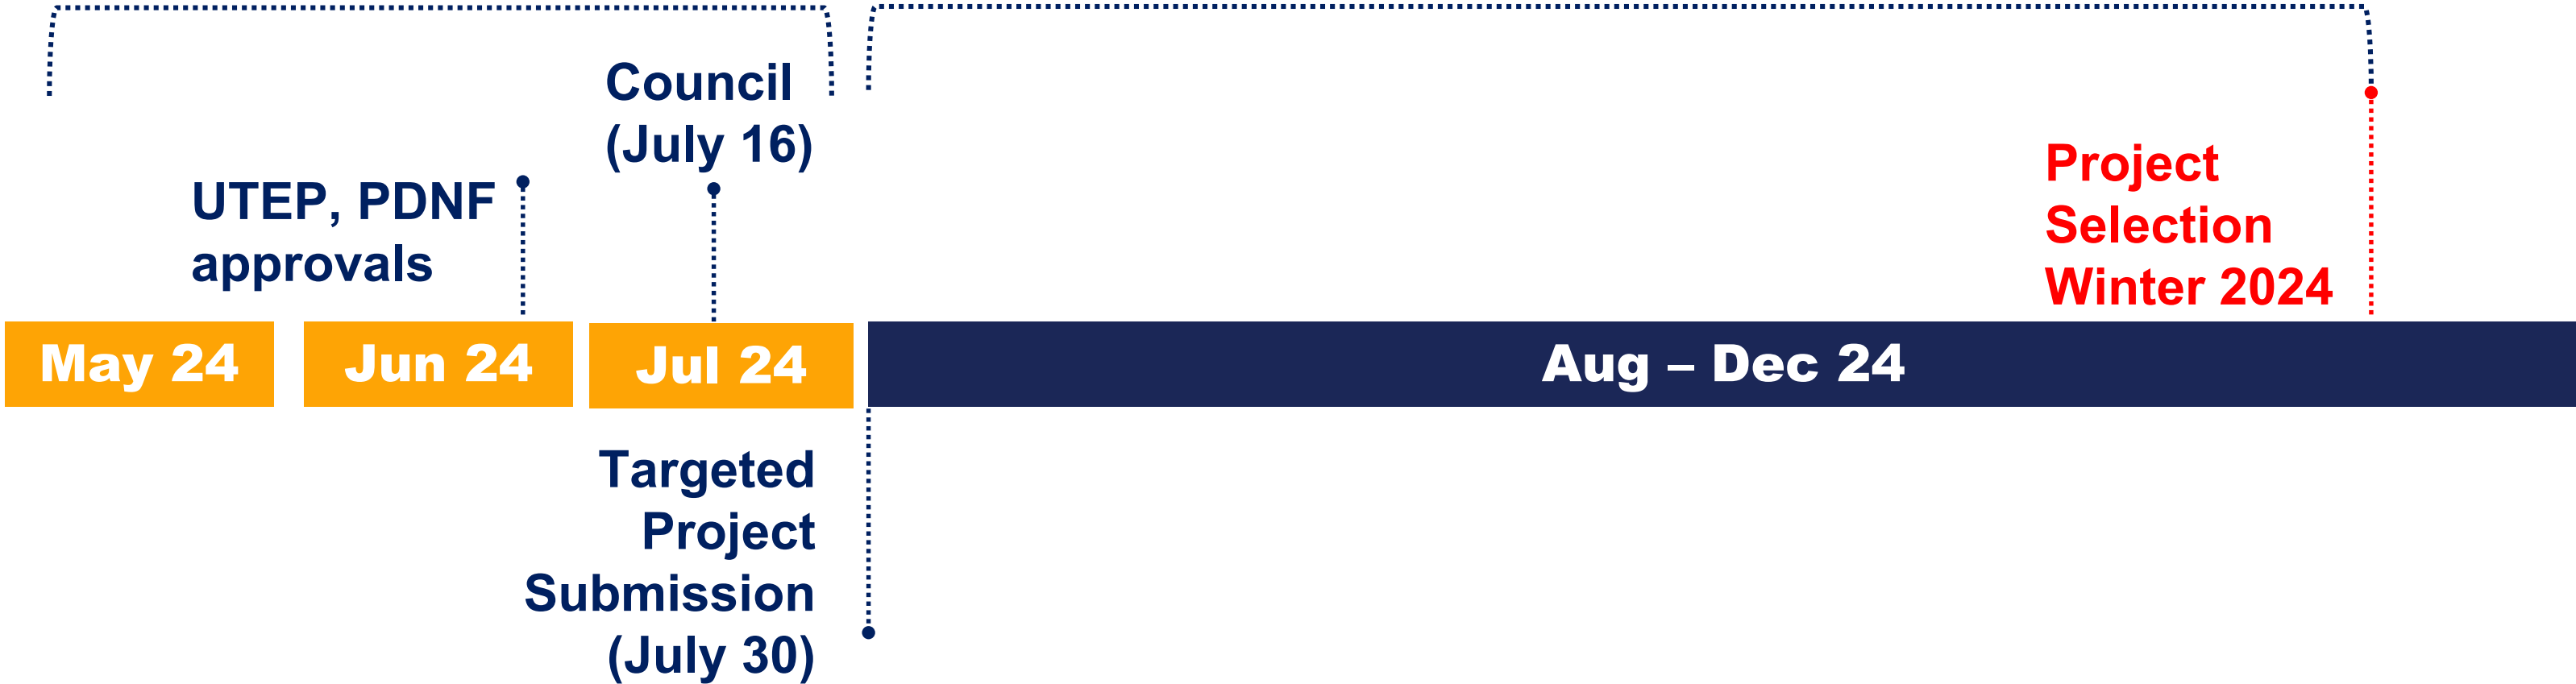 Council
(July 16)
UTEP, PDNF
approvals
Project
Selection
Winter 2024
May 24
Jun 24
Jul 24
Aug – Dec 24
Targeted
Project
Submission
(July 30)